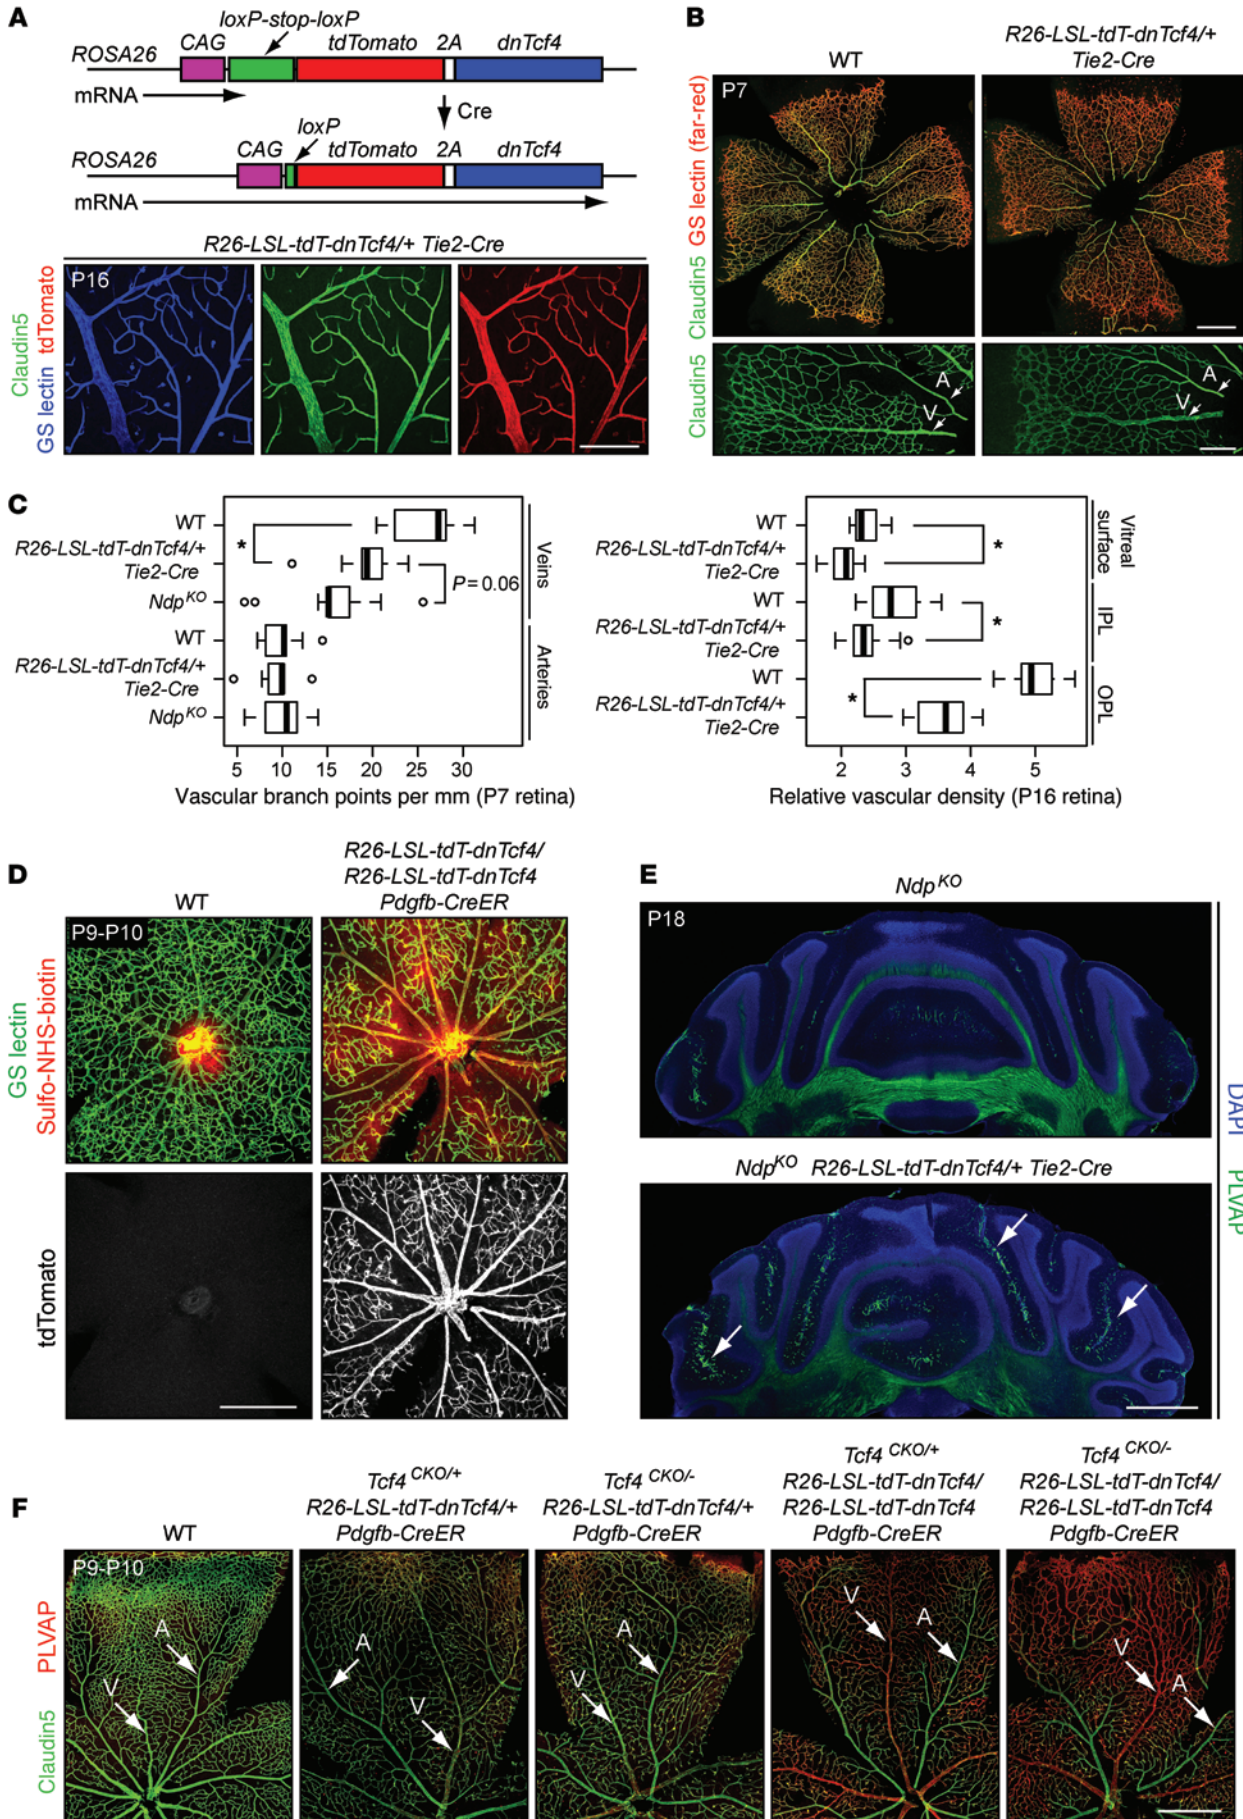 A
loxP-stop-loxP
CAG
tdTomato
2A
dnTcf4
ROSA26
mRNA
Cre
loxP
CAG
tdTomato
2A
dnTcf4
ROSA26
mRNA
R26-LSL-tdT-dnTcf4/+ Tie2-Cre
P16
Claudin5
GS lectin tdTomato
B
WT
R26-LSL-tdT-dnTcf4/+
Tie2-Cre
P7
Claudin5 GS lectin (far-red)
Claudin5
A
V
A
V
C
WT
R26-LSL-tdT-dnTcf4/+
Tie2-Cre
NdpKO
WT
R26-LSL-tdT-dnTcf4/+
Tie2-Cre
NdpKO
*
P = 0.06
Veins
Arteries
5 10 15 20 25 30
Vascular branch points per mm (P7 retina)
WT
R26-LSL-tdT-dnTcf4/+
Tie2-Cre
WT
R26-LSL-tdT-dnTcf4/+
Tie2-Cre
WT
R26-LSL-tdT-dnTcf4/+
Tie2-Cre
*
*
*
Vitreal
surface
IPL
OPL
2 3 4 5
Relative vascular density (P16 retina)
D
WT
R26-LSL-tdT-dnTcf4/
R26-LSL-tdT-dnTcf4
Pdgfb-CreER
P9-P10
GS lectin
Sulfo-NHS-biotin
tdTomato
E
NdpKO
P18
NdpKO R26-LSL-tdT-dnTcf4/+ Tie2-Cre
DAPI
PLVAP
F
WT
Tcf4 CKO/+
R26-LSL-tdT-dnTcf4/+
Pdgfb-CreER
Tcf4 CKO/-
R26-LSL-tdT-dnTcf4/+
Pdgfb-CreER
Tcf4 CKO/+
R26-LSL-tdT-dnTcf4/
R26-LSL-tdT-dnTcf4
Pdgfb-CreER
Tcf4 CKO/-
R26-LSL-tdT-dnTcf4/
R26-LSL-tdT-dnTcf4
Pdgfb-CreER
P9-P10
Claudin5 PLVAP
A
V
A
V
A
V
V
A
V
A